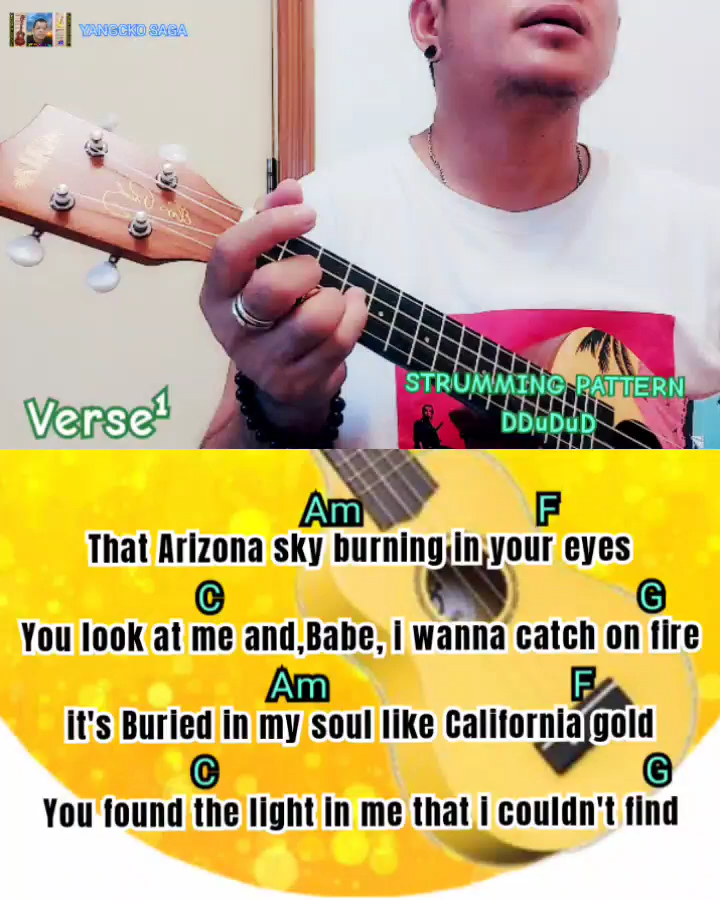 YANGCKO SAGA
STRUMMING PATTERN
DDuDuD
Verse¹
Am F
That Arizona sky burning in your eyes
C G
You look at me and,Babe, i wanna catch on fire
Am F
it's Buried in my soul like California gold
C G
You found the light in me that i couldn't find